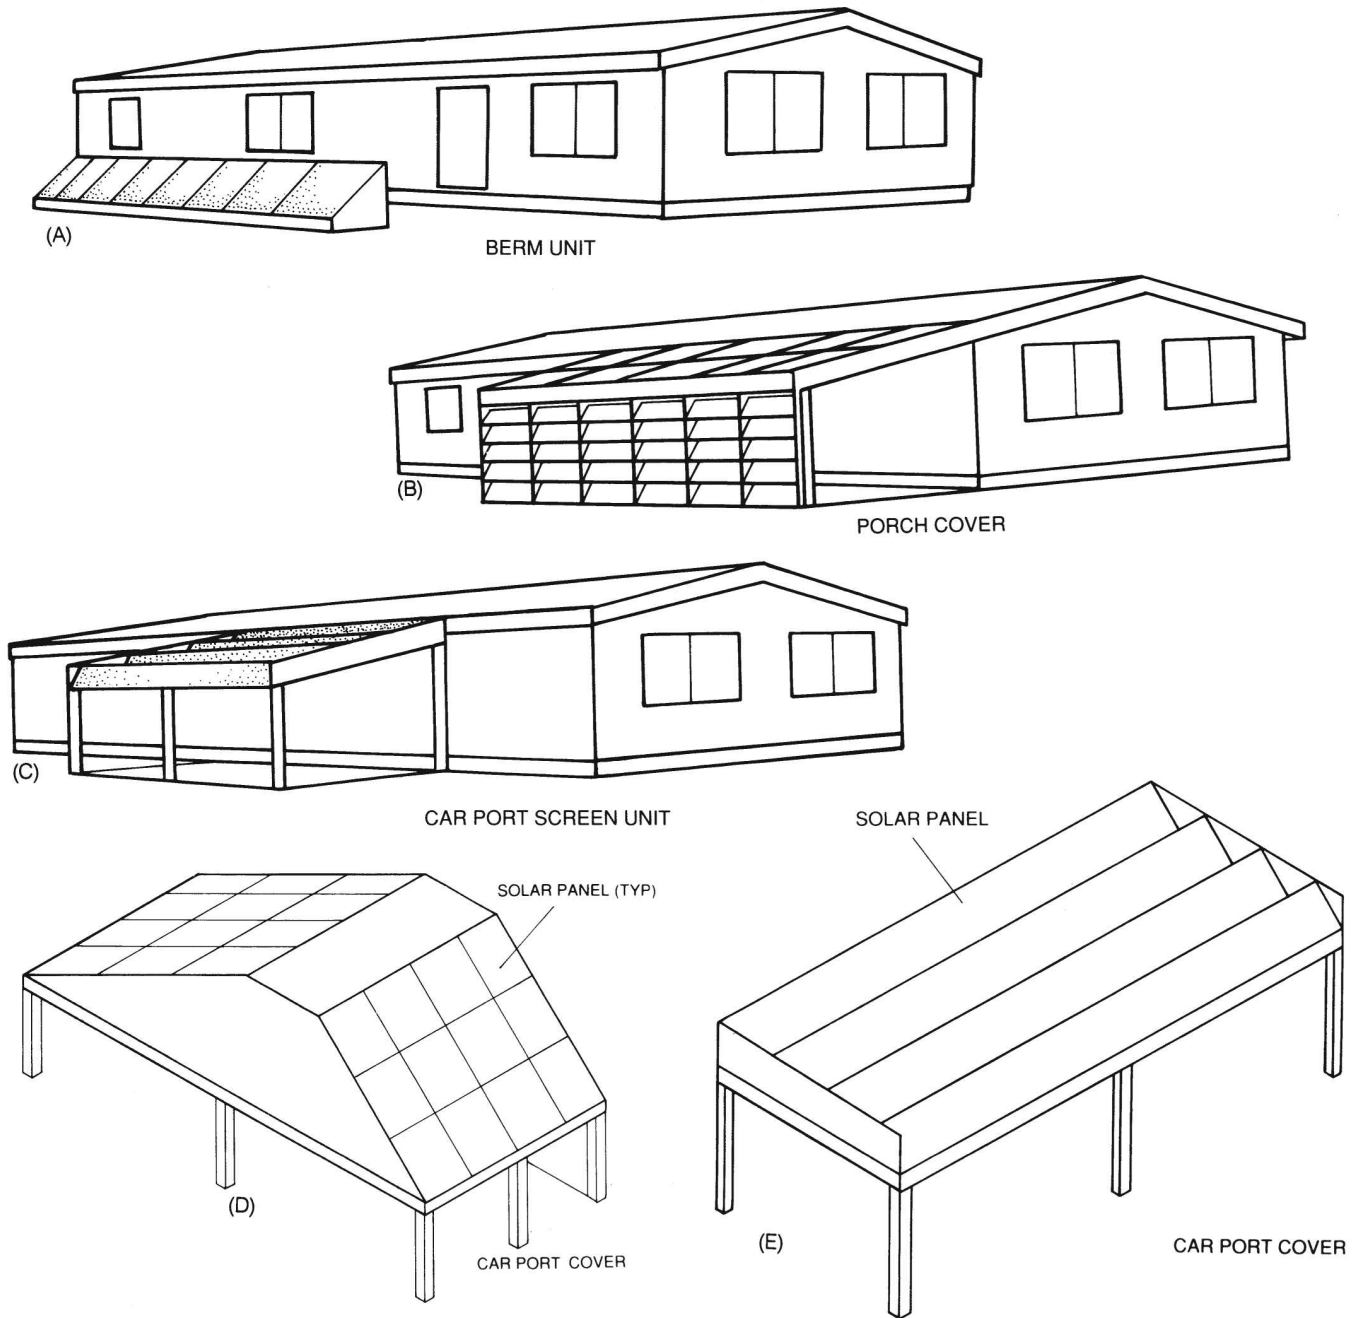 (A)
BERM UNIT
(B)
PORCH COVER
(C)
CAR PORT SCREEN UNIT
SOLAR PANEL
SOLAR PANEL (TYP)
(D)
CAR PORT COVER
(E)
CAR PORT COVER